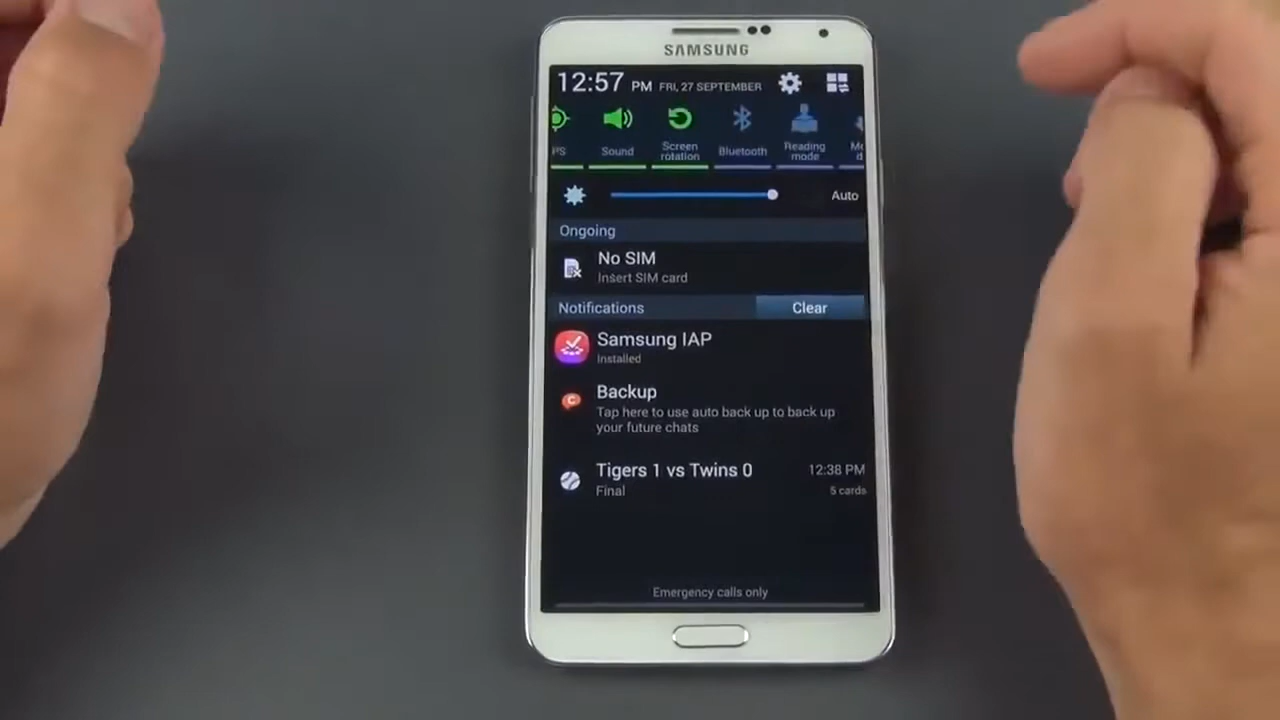 SAMSUNG
12:57 PM FRI, 27 SEPTEMBER
Sound
Screen
rotation
Bluetooth
Reading
mode
Auto
Ongoing
No SIM
Insert SIM card
Notifications
Clear
Samsung IAP
Installed
Backup
Tap here to use auto back up to back up
your future chats
Tigers 1 vs Twins 0 12:38 PM
Final 5 cards
Emergency calls only